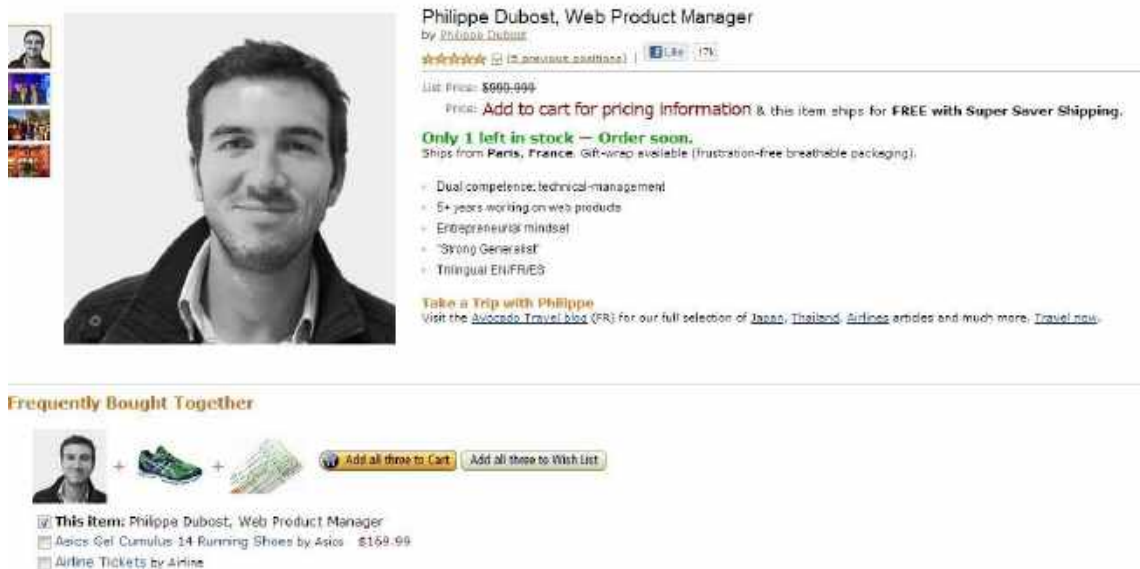 Philippe Dubost, Web Product Manager
by Philippe Dubost
(5 previous positions) | Like 17k
List Price: $999,999
Price: Add to cart for pricing information & this item ships for FREE with Super Saver Shipping.
Only 1 left in stock — Order soon.
Ships from Paris, France. Gift-wrap available (frustration-free breathable packaging).
Dual competence: technical-management
5+ years working on web products
Entrepreneurial mindset
"Strong Generalist"
Trilingual EN/FR/ES
Take a Trip with Philippe
Visit the Avocado Travel blog (FR) for our full selection of Japan, Thailand, Airlines articles and much more. Travel now.
Frequently Bought Together
+ +
Add all three to Cart Add all three to Wish List
This item: Philippe Dubost, Web Product Manager
Asics Gel Cumulus 14 Running Shoes by Asics $169.99
Airline Tickets by Airline